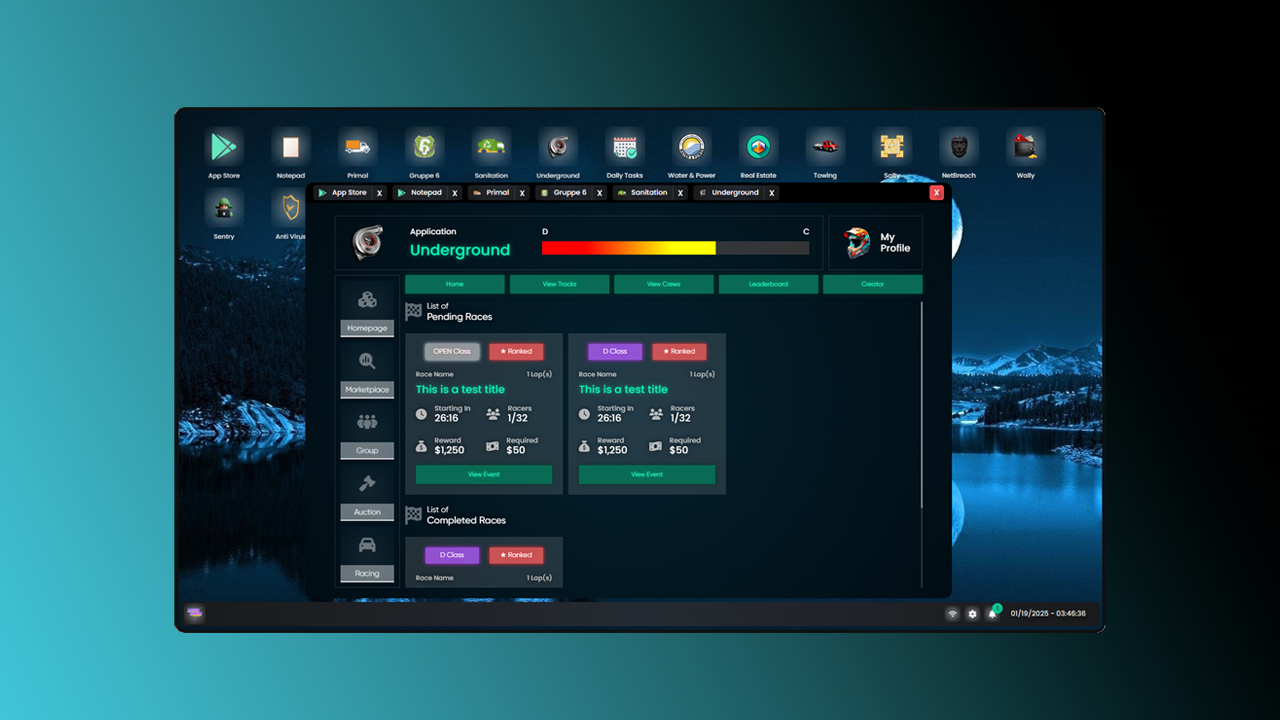 App Store
Notepad
Primal
Gruppe 6
Sanitation
Underground
Daily Tasks
Water & Power
Real Estate
Towing
Salty
NetBreach
Wally
Sentry
Anti Virus
App Store X
Notepad X
Primal X
Gruppe 6 X
Sanitation X
Underground X
X
Application
Underground
D
C
My
Profile
Home
View Tracks
View Crews
Leaderboard
Creator
Homepage
Marketplace
Group
Auction
Racing
List of
Pending Races
OPEN Class
★ Ranked
Race Name
1 Lap(s)
This is a test title
Starting In
26:16
Racers
1/32
Reward
$1,250
Required
$50
View Event
D Class
★ Ranked
Race Name
1 Lap(s)
This is a test title
Starting In
26:16
Racers
1/32
Reward
$1,250
Required
$50
View Event
List of
Completed Races
D Class
★ Ranked
Race Name
1 Lap(s)
01/19/2025 - 03:46:36